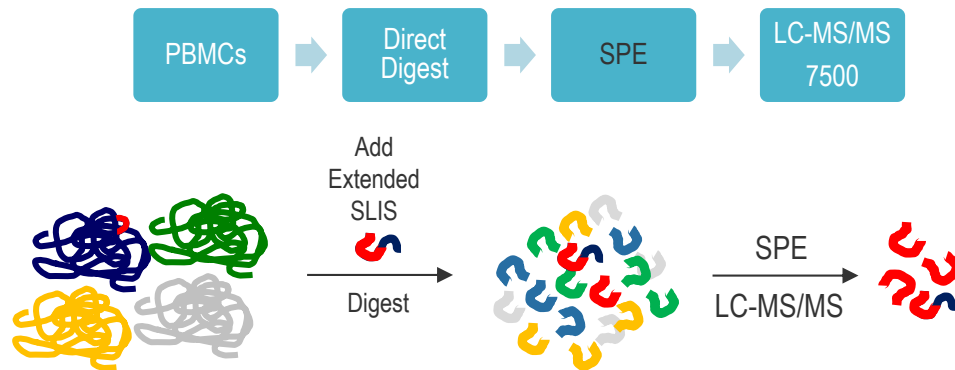 PBMCs
Direct
Digest
SPE
LC-MS/MS
7500
Add
Extended
SLIS
Digest
SPE
LC-MS/MS